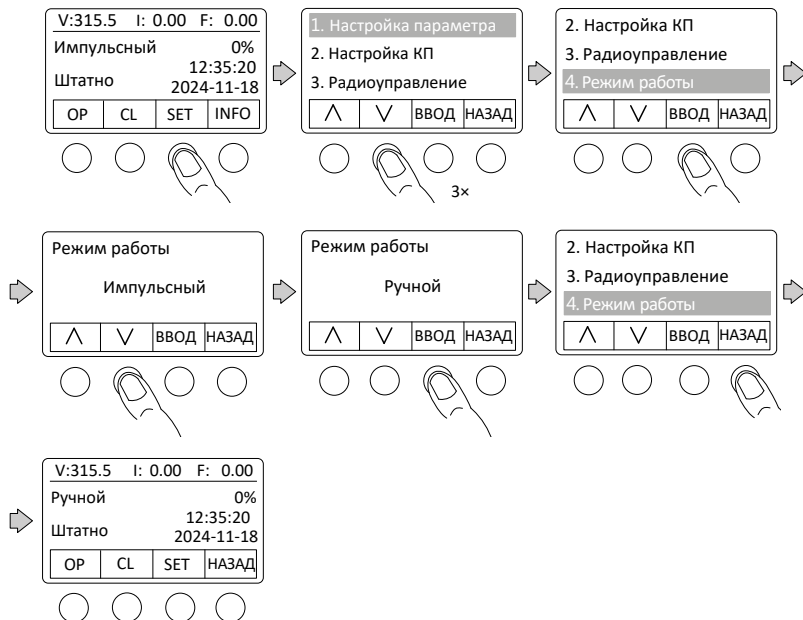 V:315.5 I: 0.00 F: 0.00
Импульсный 0%
12:35:20
Штатно
2024-11-18
OP CL SET INFO
1. Настройка параметра
2. Настройка КП
3. Радиоуправление
ВВОД НАЗАД
3×
2. Настройка КП
3. Радиоуправление
4. Режим работы
ВВОД НАЗАД
Режим работы
Импульсный
ВВОД НАЗАД
Режим работы
Ручной
ВВОД НАЗАД
2. Настройка КП
3. Радиоуправление
4. Режим работы
ВВОД НАЗАД
V:315.5 I: 0.00 F: 0.00
Ручной 0%
12:35:20
Штатно
2024-11-18
OP CL SET НАЗАД